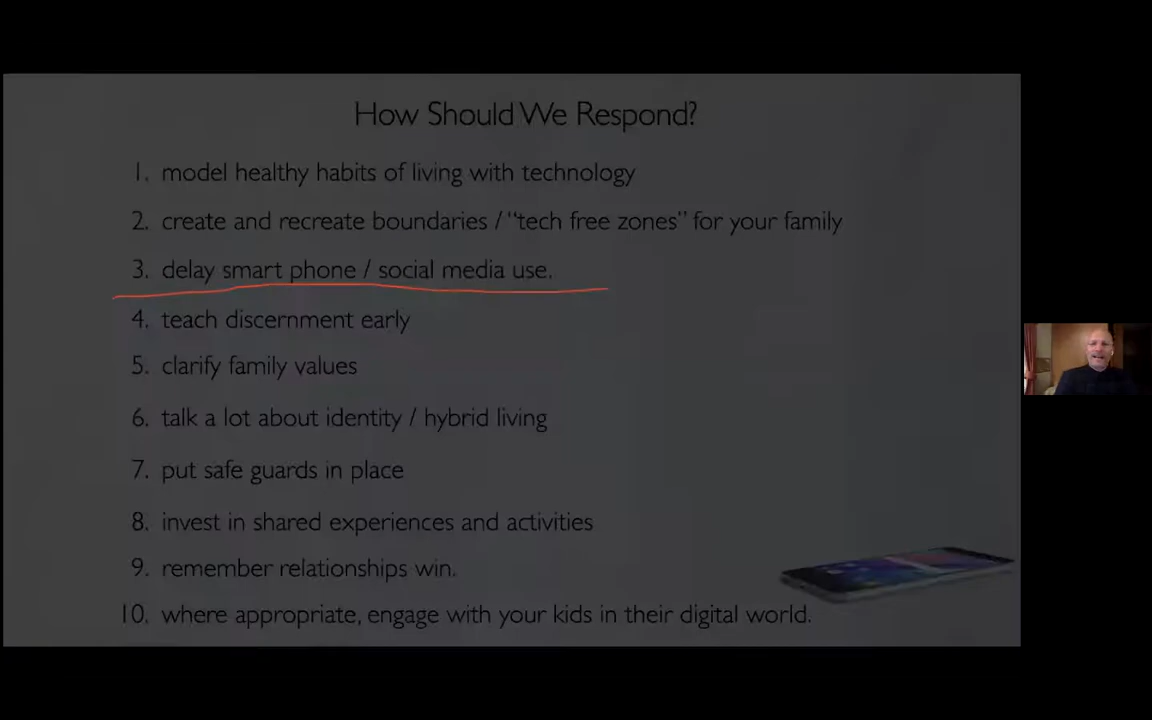 How Should We Respond?
1. model healthy habits of living with technology
2. create and recreate boundaries / "tech free zones" for your family
3. delay smart phone / social media use.
4. teach discernment early
5. clarify family values
6. talk a lot about identity / hybrid living
7. put safe guards in place
8. invest in shared experiences and activities
9. remember relationships win.
10. where appropriate, engage with your kids in their digital world.